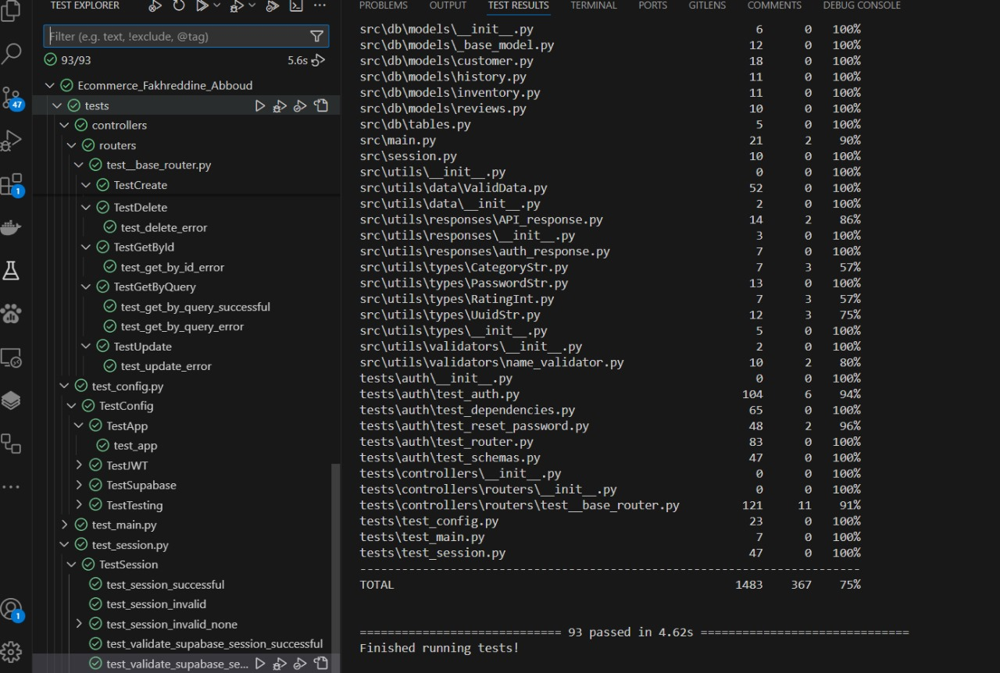 TEST EXPLORER
Filter (e.g. text, !exclude, @tag)
93/93
5.6s
Ecommerce_Fakhreddine_Abboud
tests
controllers
routers
test__base_router.py
TestCreate
TestDelete
test_delete_error
TestGetById
test_get_by_id_error
TestGetByQuery
test_get_by_query_successful
test_get_by_query_error
TestUpdate
test_update_error
test_config.py
TestConfig
TestApp
test_app
TestJWT
TestSupabase
TestTesting
test_main.py
test_session.py
TestSession
test_session_successful
test_session_invalid
test_session_invalid_none
test_validate_supabase_session_successful
test_validate_supabase_se...
47
1
1
PROBLEMS OUTPUT TEST RESULTS TERMINAL PORTS GITLENS COMMENTS DEBUG CONSOLE
src\db\models\__init__.py 6 0 100%
src\db\models\_base_model.py 12 0 100%
src\db\models\customer.py 18 0 100%
src\db\models\history.py 11 0 100%
src\db\models\inventory.py 11 0 100%
src\db\models\reviews.py 10 0 100%
src\db\tables.py 5 0 100%
src\main.py 21 2 90%
src\session.py 10 0 100%
src\utils\__init__.py 0 0 100%
src\utils\data\ValidData.py 52 0 100%
src\utils\data\__init__.py 2 0 100%
src\utils\responses\API_response.py 14 2 86%
src\utils\responses\__init__.py 3 0 100%
src\utils\responses\auth_response.py 7 0 100%
src\utils\types\CategoryStr.py 7 3 57%
src\utils\types\PasswordStr.py 13 0 100%
src\utils\types\RatingInt.py 7 3 57%
src\utils\types\UuidStr.py 12 3 75%
src\utils\types\__init__.py 5 0 100%
src\utils\validators\__init__.py 2 0 100%
src\utils\validators\name_validator.py 10 2 80%
tests\auth\__init__.py 0 0 100%
tests\auth\test_auth.py 104 6 94%
tests\auth\test_dependencies.py 65 0 100%
tests\auth\test_reset_password.py 48 2 96%
tests\auth\test_router.py 83 0 100%
tests\auth\test_schemas.py 47 0 100%
tests\controllers\__init__.py 0 0 100%
tests\controllers\routers\__init__.py 0 0 100%
tests\controllers\routers\test__base_router.py 121 11 91%
tests\test_config.py 23 0 100%
tests\test_main.py 7 0 100%
tests\test_session.py 47 0 100%
------------------------------------------------------------------------
TOTAL 1483 367 75%
============================= 93 passed in 4.62s ==============================
Finished running tests!